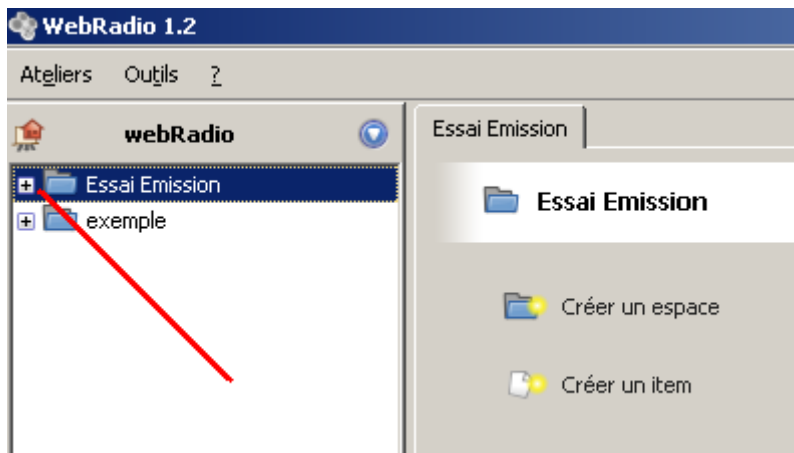 WebRadio 1.2
Ateliers Outils ?
webRadio
Essai Emission
exemple
Essai Emission
Essai Emission
Créer un espace
Créer un item